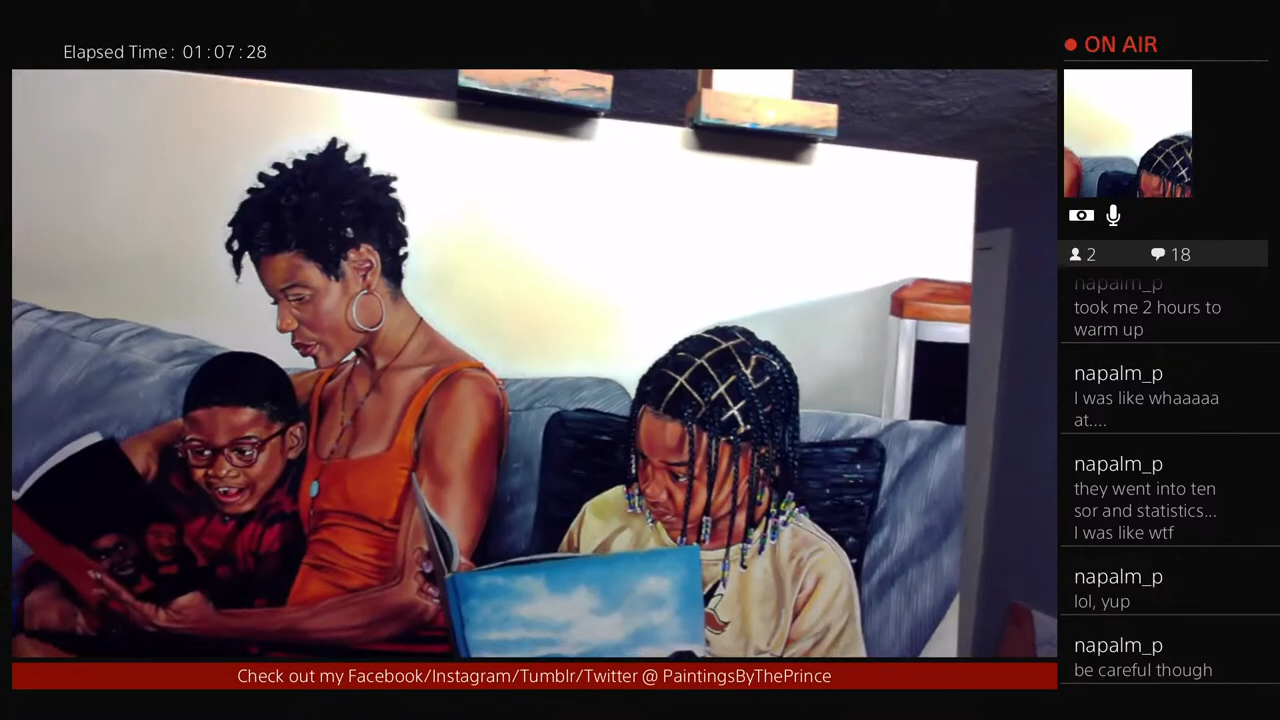 Elapsed Time: 01:07:28
ON AIR
2 18
napalm_p
took me 2 hours to
warm up
napalm_p
I was like whaaaaa
at....
napalm_p
they went into ten
sor and statistics...
I was like wtf
napalm_p
lol, yup
napalm_p
be careful though
Check out my Facebook/Instagram/Tumblr/Twitter @ PaintingsByThePrince